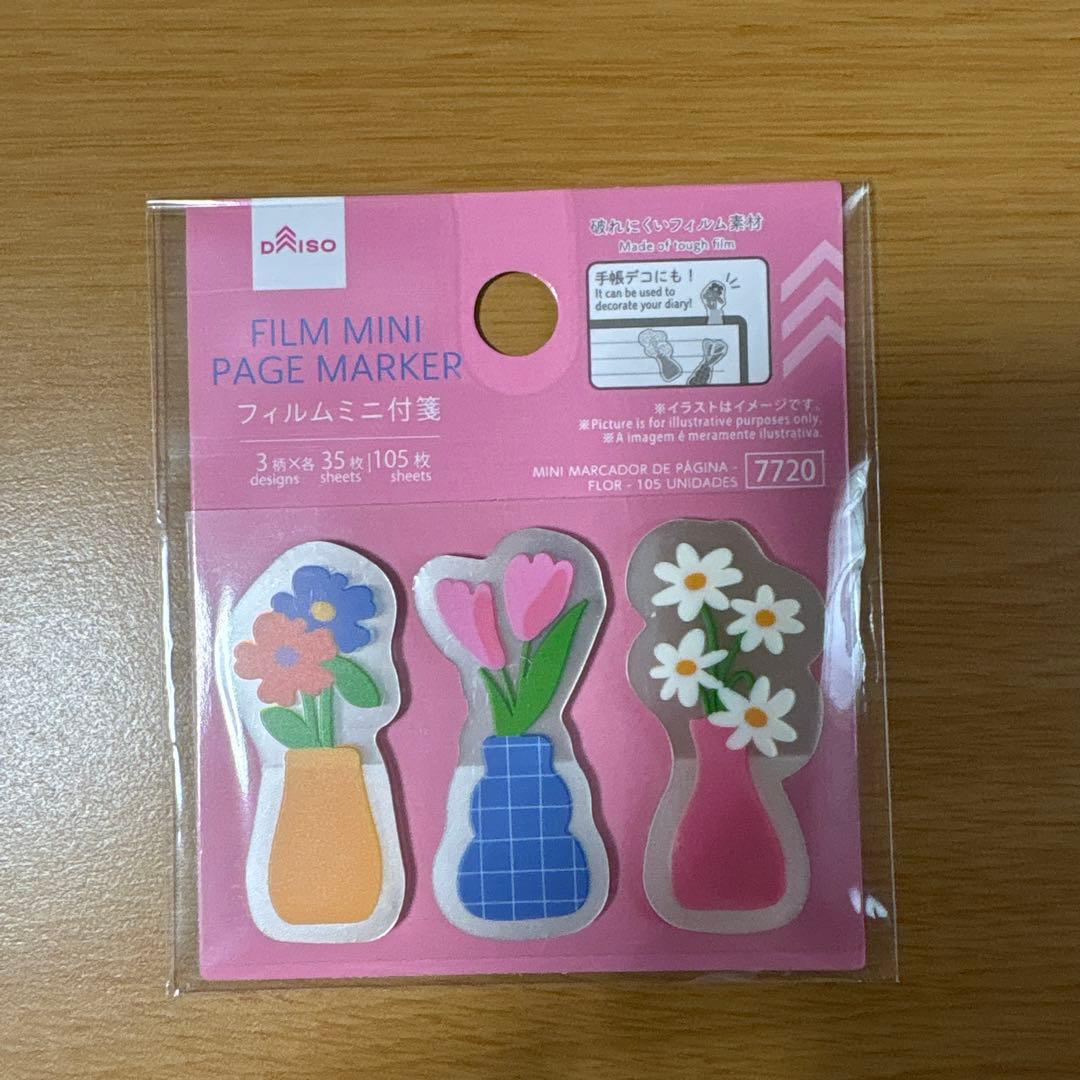 DAISO
FILM MINI
PAGE MARKER
フィルムミニ付箋
3柄×各 35枚 105枚
designs sheets sheets
破れにくいフィルム素材
Made of tough film
手帳デコにも！
It can be used to
decorate your diary!
※イラストはイメージです。
※Picture is for illustrative purposes only.
※A imagem é meramente ilustrativa.
MINI MARCADOR DE PÁGINA -
FLOR - 105 UNIDADES 7720